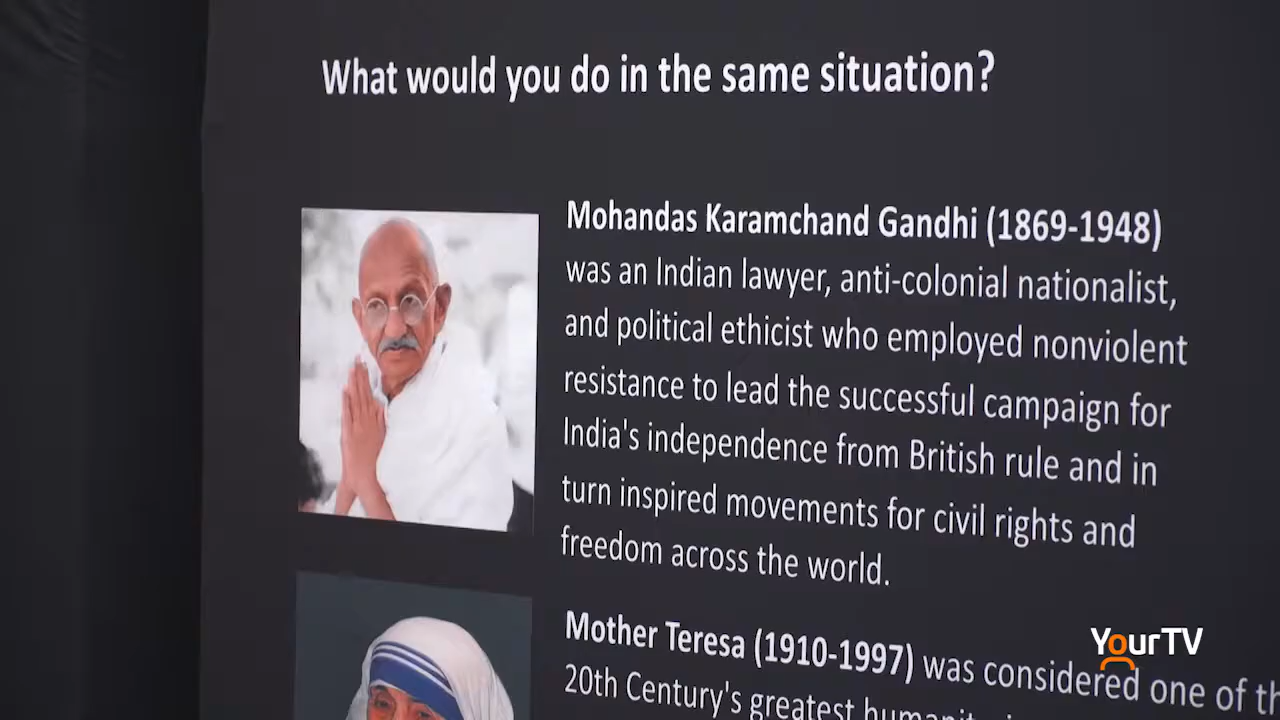 What would you do in the same situation?
Mohandas Karamchand Gandhi (1869-1948)
was an Indian lawyer, anti-colonial nationalist,
and political ethicist who employed nonviolent
resistance to lead the successful campaign for
India's independence from British rule and in
turn inspired movements for civil rights and
freedom across the world.
Mother Teresa (1910-1997) was considered one of
20th Century's greatest
YourTV